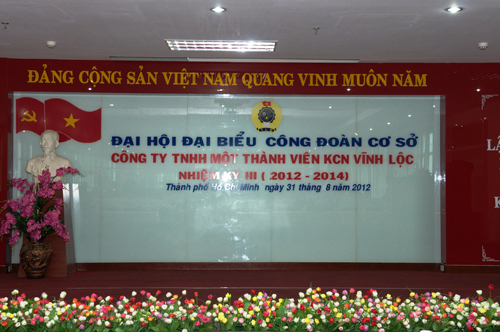 ĐẢNG CỘNG SẢN VIỆT NAM QUANG VINH MUÔN NĂM
ĐẠI HỘI ĐẠI BIỂU CÔNG ĐOÀN CƠ SỞ
CÔNG TY TNHH MỘT THÀNH VIÊN KCN VĨNH LỘC
NHIỆM KỲ III ( 2012 - 2014)
Thành phố Hồ Chí Minh ngày 31 tháng 8 năm 2012